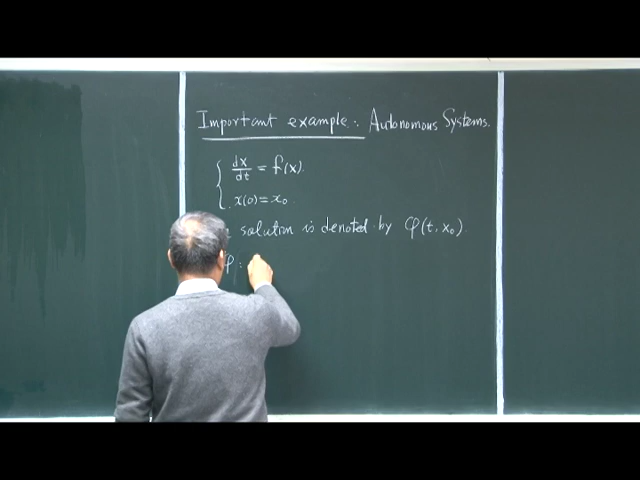 Important example: Autonomous Systems.
dx/dt = f(x).
x(0) = x₀.
solution is denoted by φ(t, x₀).
φ :